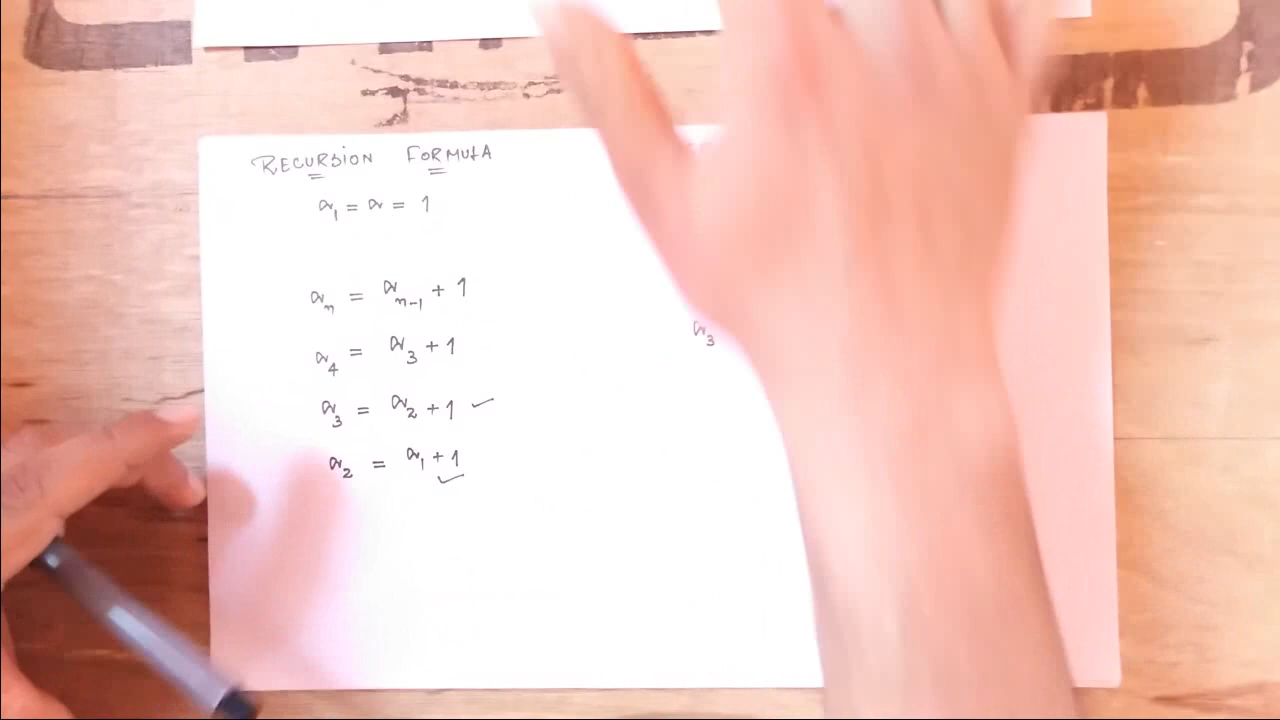 RECURSION FORMULA
a₁ = a = 1
aₙ = aₙ₋₁ + 1
a₄ = a₃ + 1
a₃
a₃ = a₂ + 1 ✓
a₂ = a₁ + 1 ✓